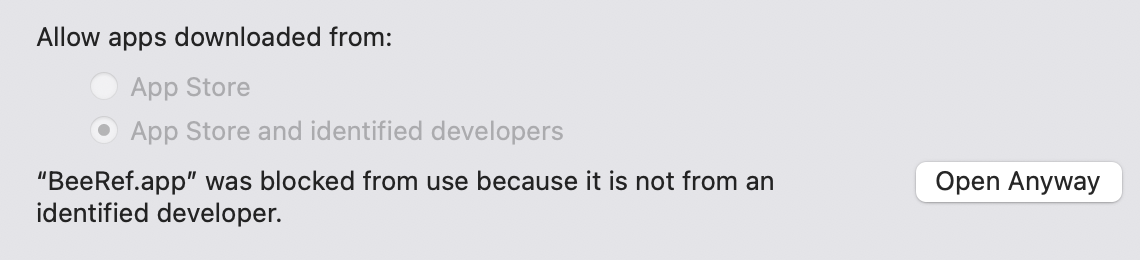 Allow apps downloaded from:
App Store
App Store and identified developers
“BeeRef.app” was blocked from use because it is not from an
identified developer.
Open Anyway